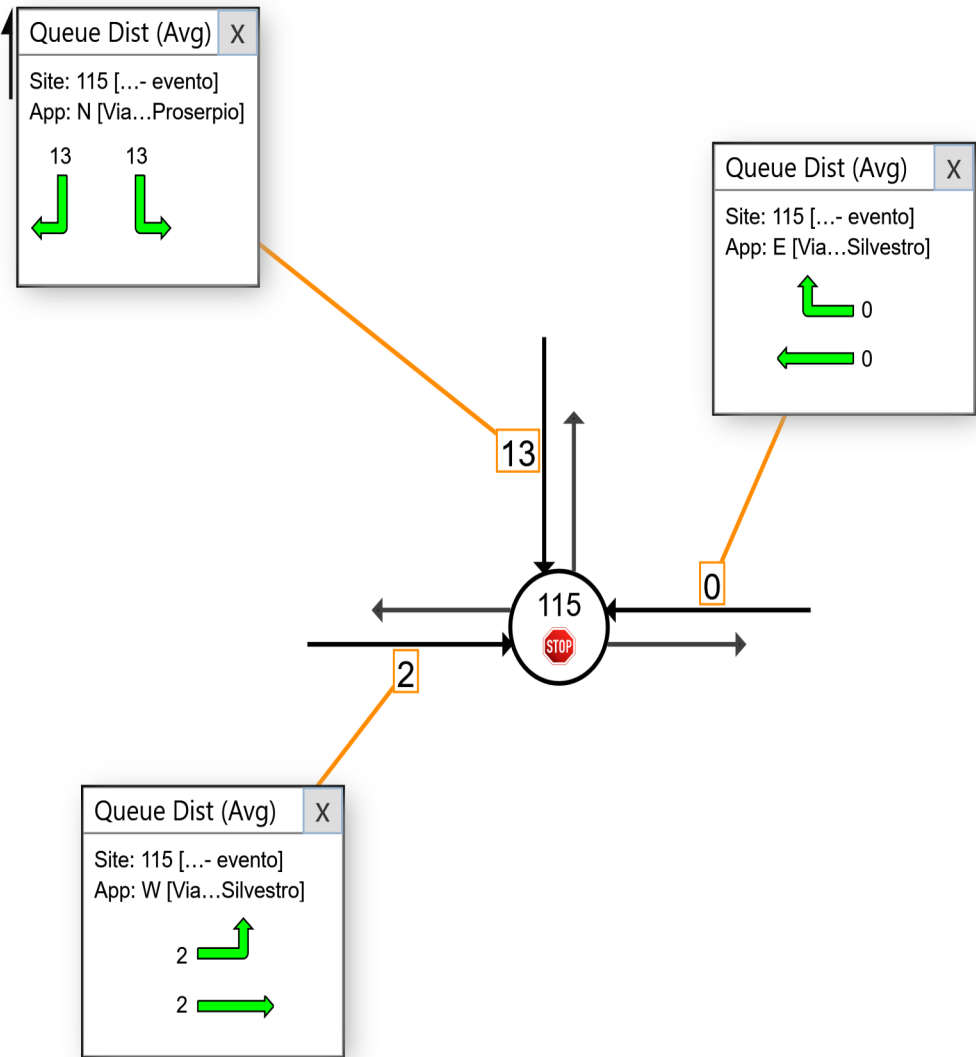 Queue Dist (Avg) X
Site: 115 [...- evento]
App: N [Via...Proserpio]
13 13
Queue Dist (Avg) X
Site: 115 [...- evento]
App: E [Via...Silvestro]
0
0
13
0
115
STOP
2
Queue Dist (Avg) X
Site: 115 [...- evento]
App: W [Via...Silvestro]
2
2